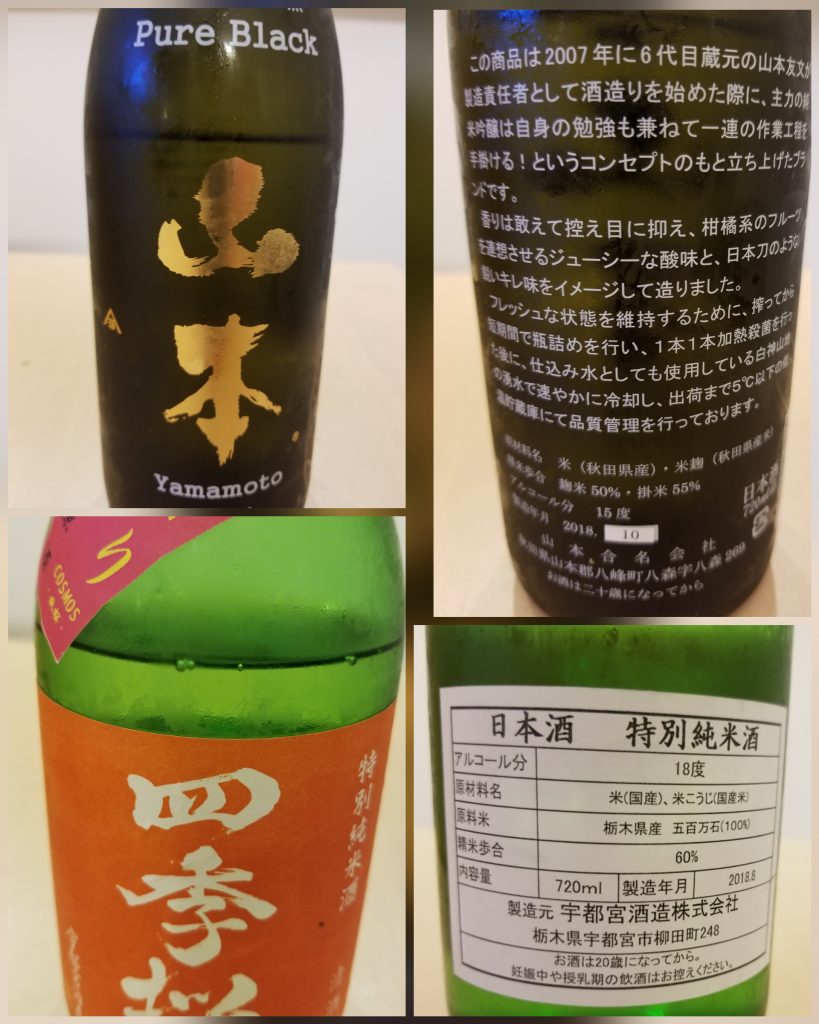 Pure Black
山
本
Yamamoto
この商品は2007年に6代目蔵元の山本友文が
製造責任者として酒造りを始めた際に、主力の純
米吟醸は自身の勉強も兼ねて一連の作業工程を
手掛ける！というコンセプトのもと立ち上げたブラ
ンドです。
香りは敢えて控え目に抑え、柑橘系のフルーツ
を連想させるジューシーな酸味と、日本刀のような
鋭いキレ味をイメージして造りました。
フレッシュな状態を維持するために、搾ってから
短期間で瓶詰めを行い、1本1本加熱殺菌を行っ
た後に、仕込み水としても使用している白神山地
の湧水で速やかに冷却し、出荷まで5℃以下の低
温貯蔵庫にて品質管理を行っております。
原材料名 米（秋田県産）・米麹（秋田県産米）
精米歩合 麹米50%・掛米55%
アルコール分 15度
製造年月 2018. 10
日本酒
720ml
山本合名会社
秋田県山本郡八峰町八森字八森269
お酒は二十歳になってから
COSMOS
特別純米酒
四
季
桜
日本酒 特別純米酒
アルコール分 18度
原材料名 米(国産)、米こうじ(国産米)
原料米 栃木県産 五百万石(100%)
精米歩合 60%
内容量 720ml 製造年月 2018.8
製造元 宇都宮酒造株式会社
栃木県宇都宮市柳田町248
お酒は20歳になってから。
妊娠中や授乳期の飲酒はお控えください。